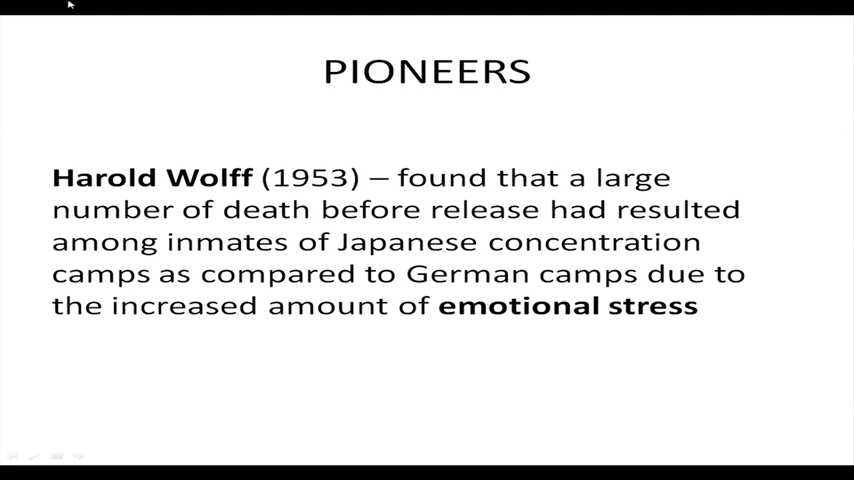 PIONEERS
Harold Wolff (1953) – found that a large
number of death before release had resulted
among inmates of Japanese concentration
camps as compared to German camps due to
the increased amount of emotional stress